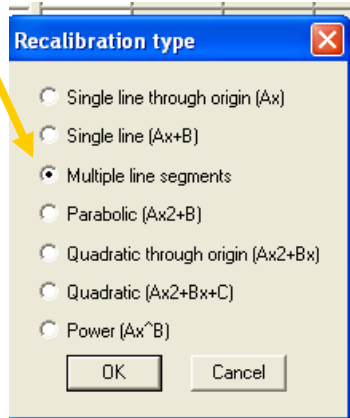 Recalibration type
Single line through origin (Ax)
Single line (Ax+B)
Multiple line segments
Parabolic (Ax2+B)
Quadratic through origin (Ax2+Bx)
Quadratic (Ax2+Bx+C)
Power (Ax^B)
OK Cancel